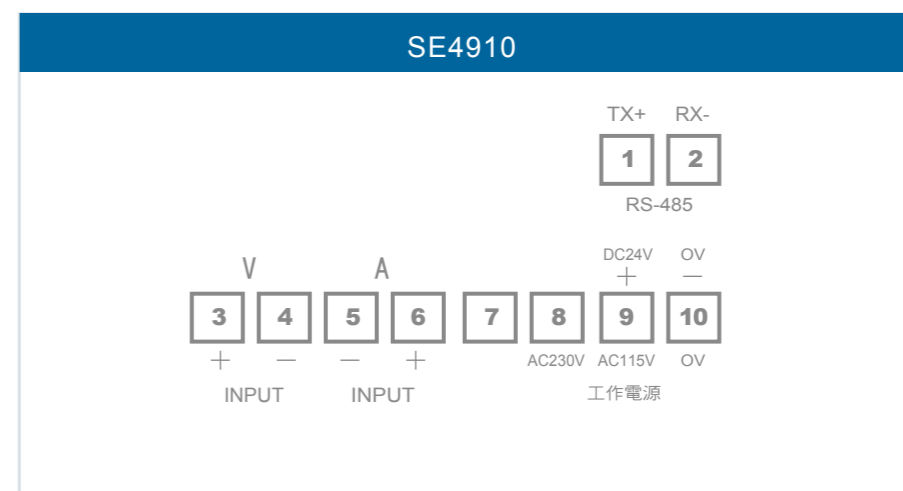 SE4910
TX+ RX-
1 2
RS-485
DC24V OV
V A + —
3 4 5 6 7 8 9 10
+ — — + AC230V AC115V OV
INPUT INPUT 工作電源